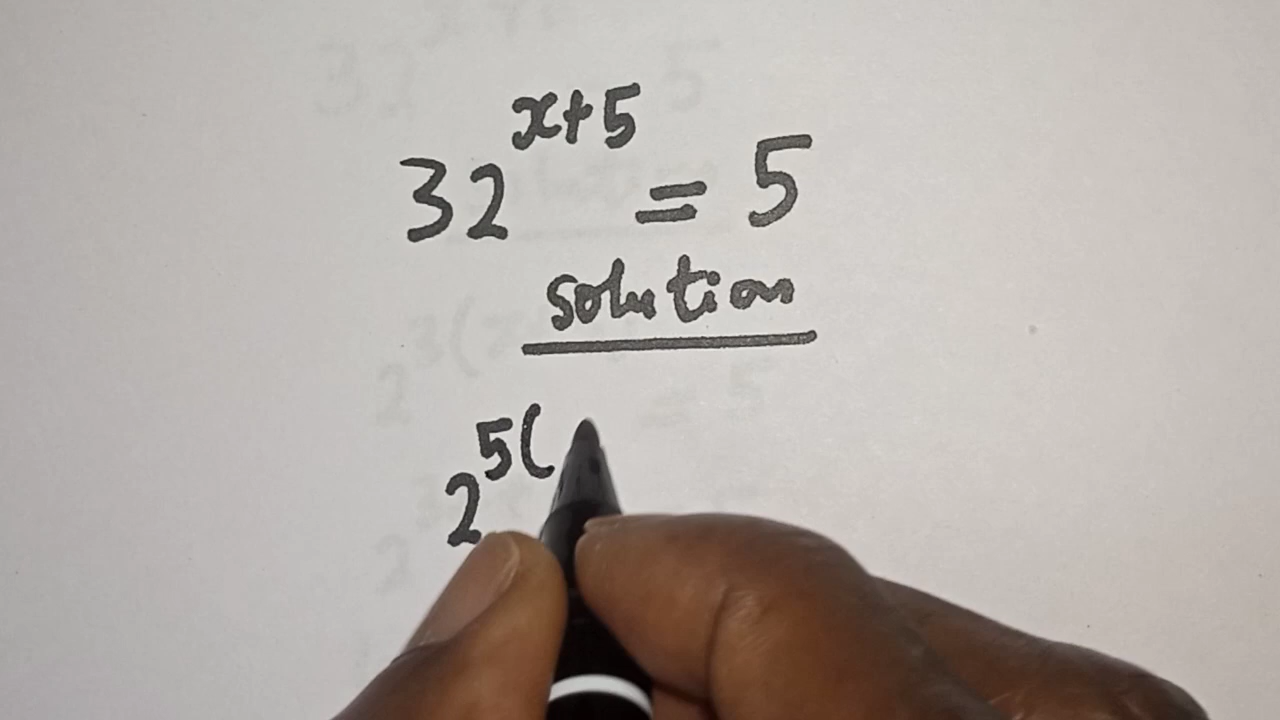 32^{x+5} = 5
solution
2^{5(